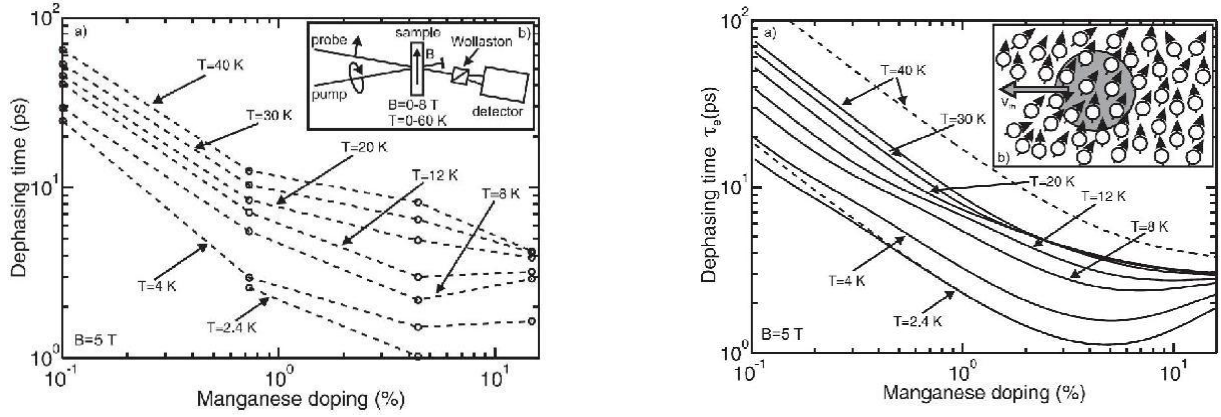 Dephasing time (ps)
10²
10¹
10⁰
a)
T=40 K
T=30 K
T=20 K
T=12 K
T=8 K
T=4 K
T=2.4 K
B=5 T
sample
b)
probe
B
Wollaston
pump
B=0-8 T
T=0-60 K
detector
10⁻¹
10⁰
10¹
Manganese doping (%)
Dephasing time τe(ps)
10²
10¹
10⁰
a)
T=40 K
T=30 K
T=20 K
T=12 K
T=8 K
T=4 K
T=2.4 K
B=5 T
Vth
b)
10⁻¹
10⁰
10¹
Manganese doping (%)